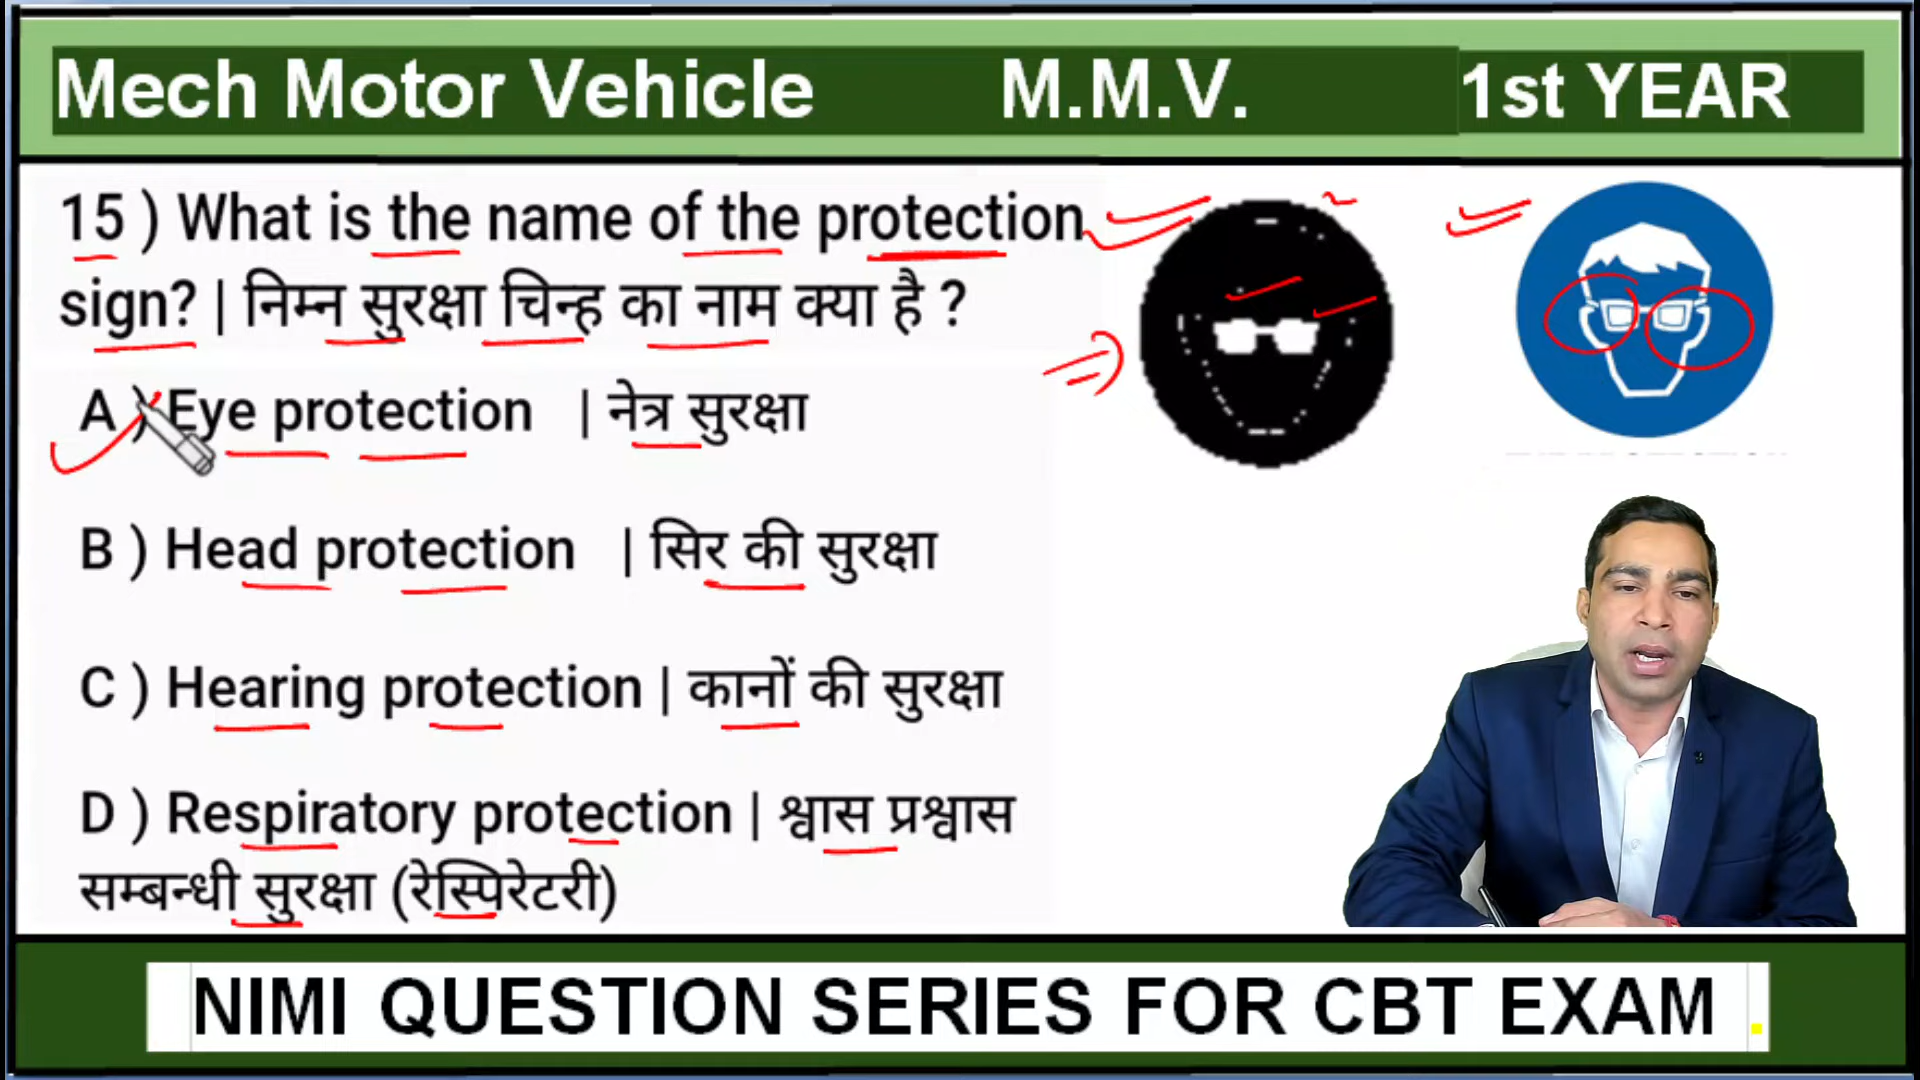 Mech Motor Vehicle M.M.V. 1st YEAR
15 ) What is the name of the protection
sign? | निम्न सुरक्षा चिन्ह का नाम क्या है ?
A ) Eye protection | नेत्र सुरक्षा
B ) Head protection | सिर की सुरक्षा
C ) Hearing protection | कानों की सुरक्षा
D ) Respiratory protection | श्वास प्रश्वास
सम्बन्धी सुरक्षा (रेस्पिरेटरी)
NIMI QUESTION SERIES FOR CBT EXAM .